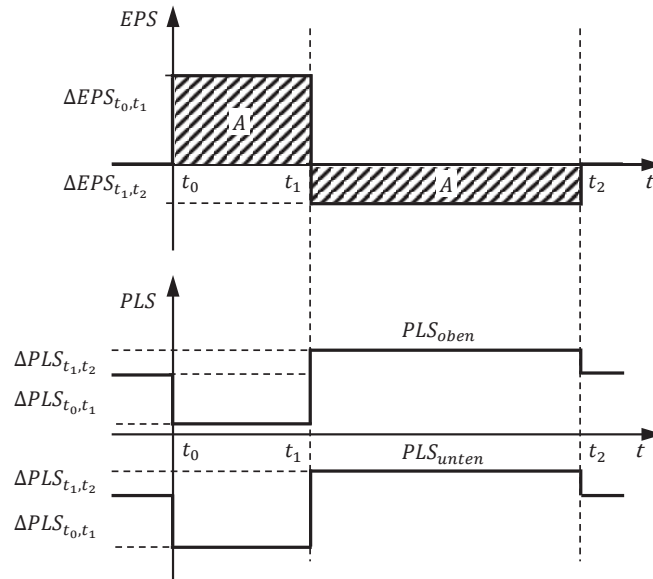 EPS
ΔEPS_{t_0,t_1}
A
ΔEPS_{t_1,t_2}
t_0
t_1
A
t_2
t
PLS
PLS_{oben}
ΔPLS_{t_1,t_2}
ΔPLS_{t_0,t_1}
t_0
t_1
t_2
t
PLS_{unten}
ΔPLS_{t_1,t_2}
ΔPLS_{t_0,t_1}